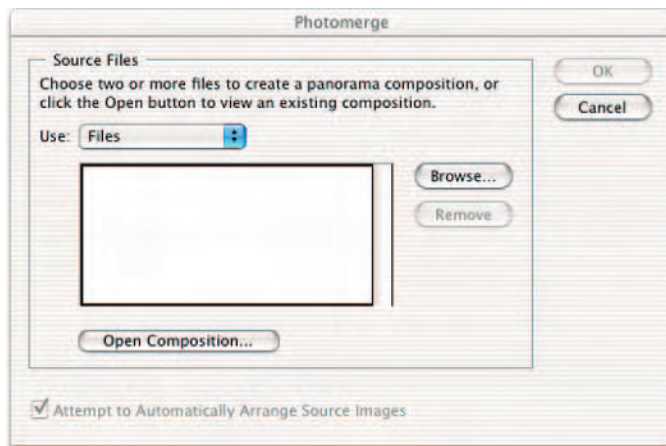 Photomerge
Source Files
Choose two or more files to create a panorama composition, or
click the Open button to view an existing composition.
Use: Files
Browse...
Remove
Open Composition...
Attempt to Automatically Arrange Source Images
OK
Cancel